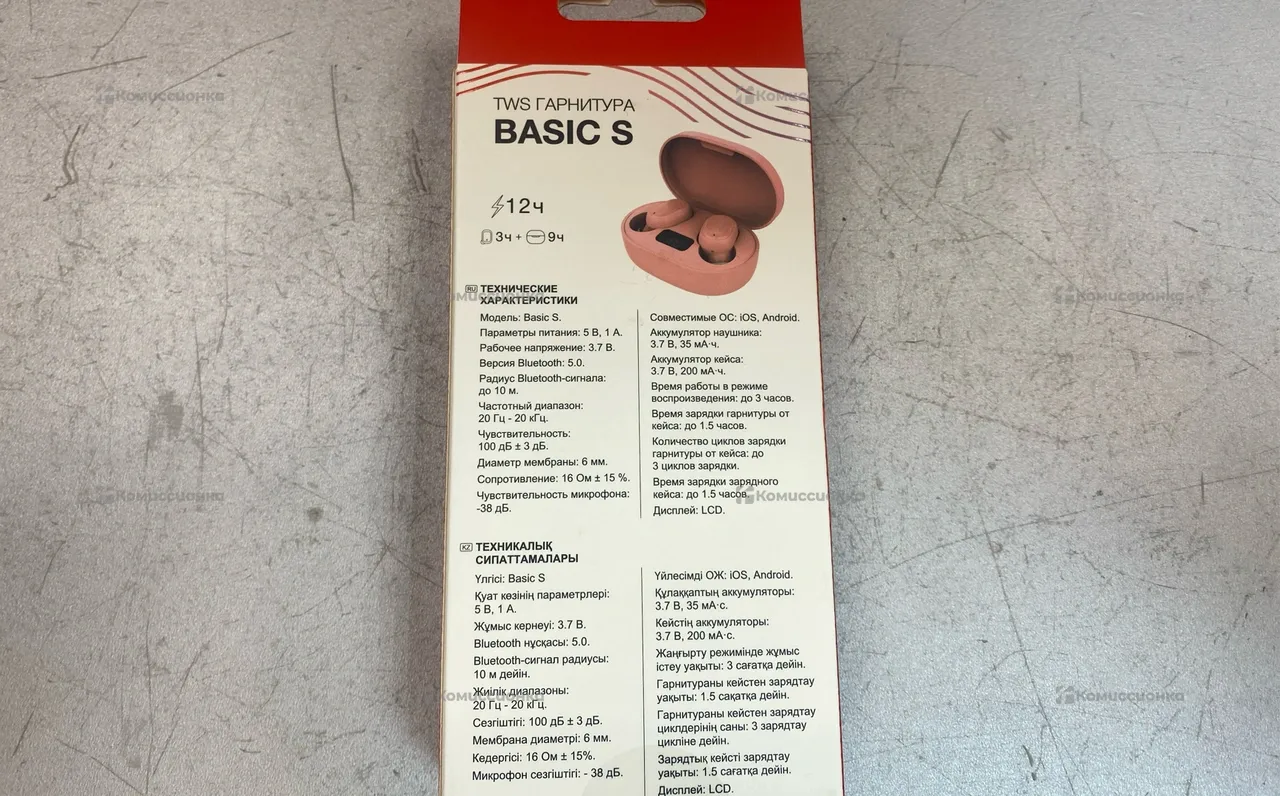 TWS ГАРНИТУРА
BASIC S
12ч
3ч + 9ч
RU ТЕХНИЧЕСКИЕ
ХАРАКТЕРИСТИКИ
Модель: Basic S.
Параметры питания: 5 В, 1 А.
Рабочее напряжение: 3.7 В.
Версия Bluetooth: 5.0.
Радиус Bluetooth-сигнала:
до 10 м.
Частотный диапазон:
20 Гц - 20 кГц.
Чувствительность:
100 дБ ± 3 дБ.
Диаметр мембраны: 6 мм.
Сопротивление: 16 Ом ± 15 %.
Чувствительность микрофона:
-38 дБ.
Совместимые ОС: iOS, Android.
Аккумулятор наушника:
3.7 В, 35 мА·ч.
Аккумулятор кейса:
3.7 В, 200 мА·ч.
Время работы в режиме
воспроизведения: до 3 часов.
Время зарядки гарнитуры от
кейса: до 1.5 часов.
Количество циклов зарядки
гарнитуры от кейса: до
3 циклов зарядки.
Время зарядки зарядного
кейса: до 1.5 часов.
Дисплей: LCD.
KZ ТЕХНИКАЛЫҚ
СИПАТТАМАЛАРЫ
Үлгісі: Basic S
Қуат көзінің параметрлері:
5 В, 1 А.
Жұмыс кернеуі: 3.7 В.
Bluetooth нұсқасы: 5.0.
Bluetooth-сигнал радиусы:
10 м дейін.
Жиілік диапазоны:
20 Гц - 20 кГц.
Сезгіштігі: 100 дБ ± 3 дБ.
Мембрана диаметрі: 6 мм.
Кедергісі: 16 Ом ± 15%.
Микрофон сезгіштігі: - 38 дБ.
Үйлесімді ОЖ: iOS, Android.
Құлаққаптың аккумуляторы:
3.7 В, 35 мА·с.
Кейстің аккумуляторы:
3.7 В, 200 мА·с.
Жаңғырту режимінде жұмыс
істеу уақыты: 3 сағатқа дейін.
Гарнитураны кейстен зарядтау
уақыты: 1.5 сақатқа дейін.
Гарнитураны кейстен зарядтау
циклдерінің саны: 3 зарядтау
цикліне дейін.
Зарядтық кейсті зарядтау
уақыты: 1.5 сағатқа дейін.
Дисплей: LCD.
Комиссионка
Комиссионка
Комиссионка
Комиссионка
Комиссионка
Комиссионка